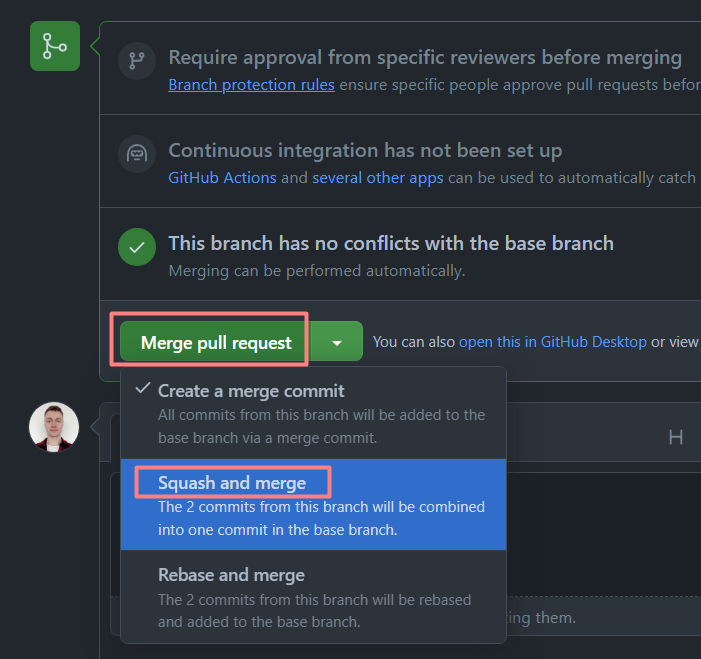 Require approval from specific reviewers before merging
Branch protection rules ensure specific people approve pull requests
Continuous integration has not been set up
GitHub Actions and several other apps can be used to automatically catch
This branch has no conflicts with the base branch
Merging can be performed automatically.
Merge pull request
You can also open this in GitHub Desktop or view
Create a merge commit
All commits from this branch will be added to the
base branch via a merge commit.
H
Squash and merge
The 2 commits from this branch will be combined
into one commit in the base branch.
Rebase and merge
The 2 commits from this branch will be rebased
and added to the base branch.
them.